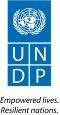 U N
D P
Empowered lives.
Resilient nations.